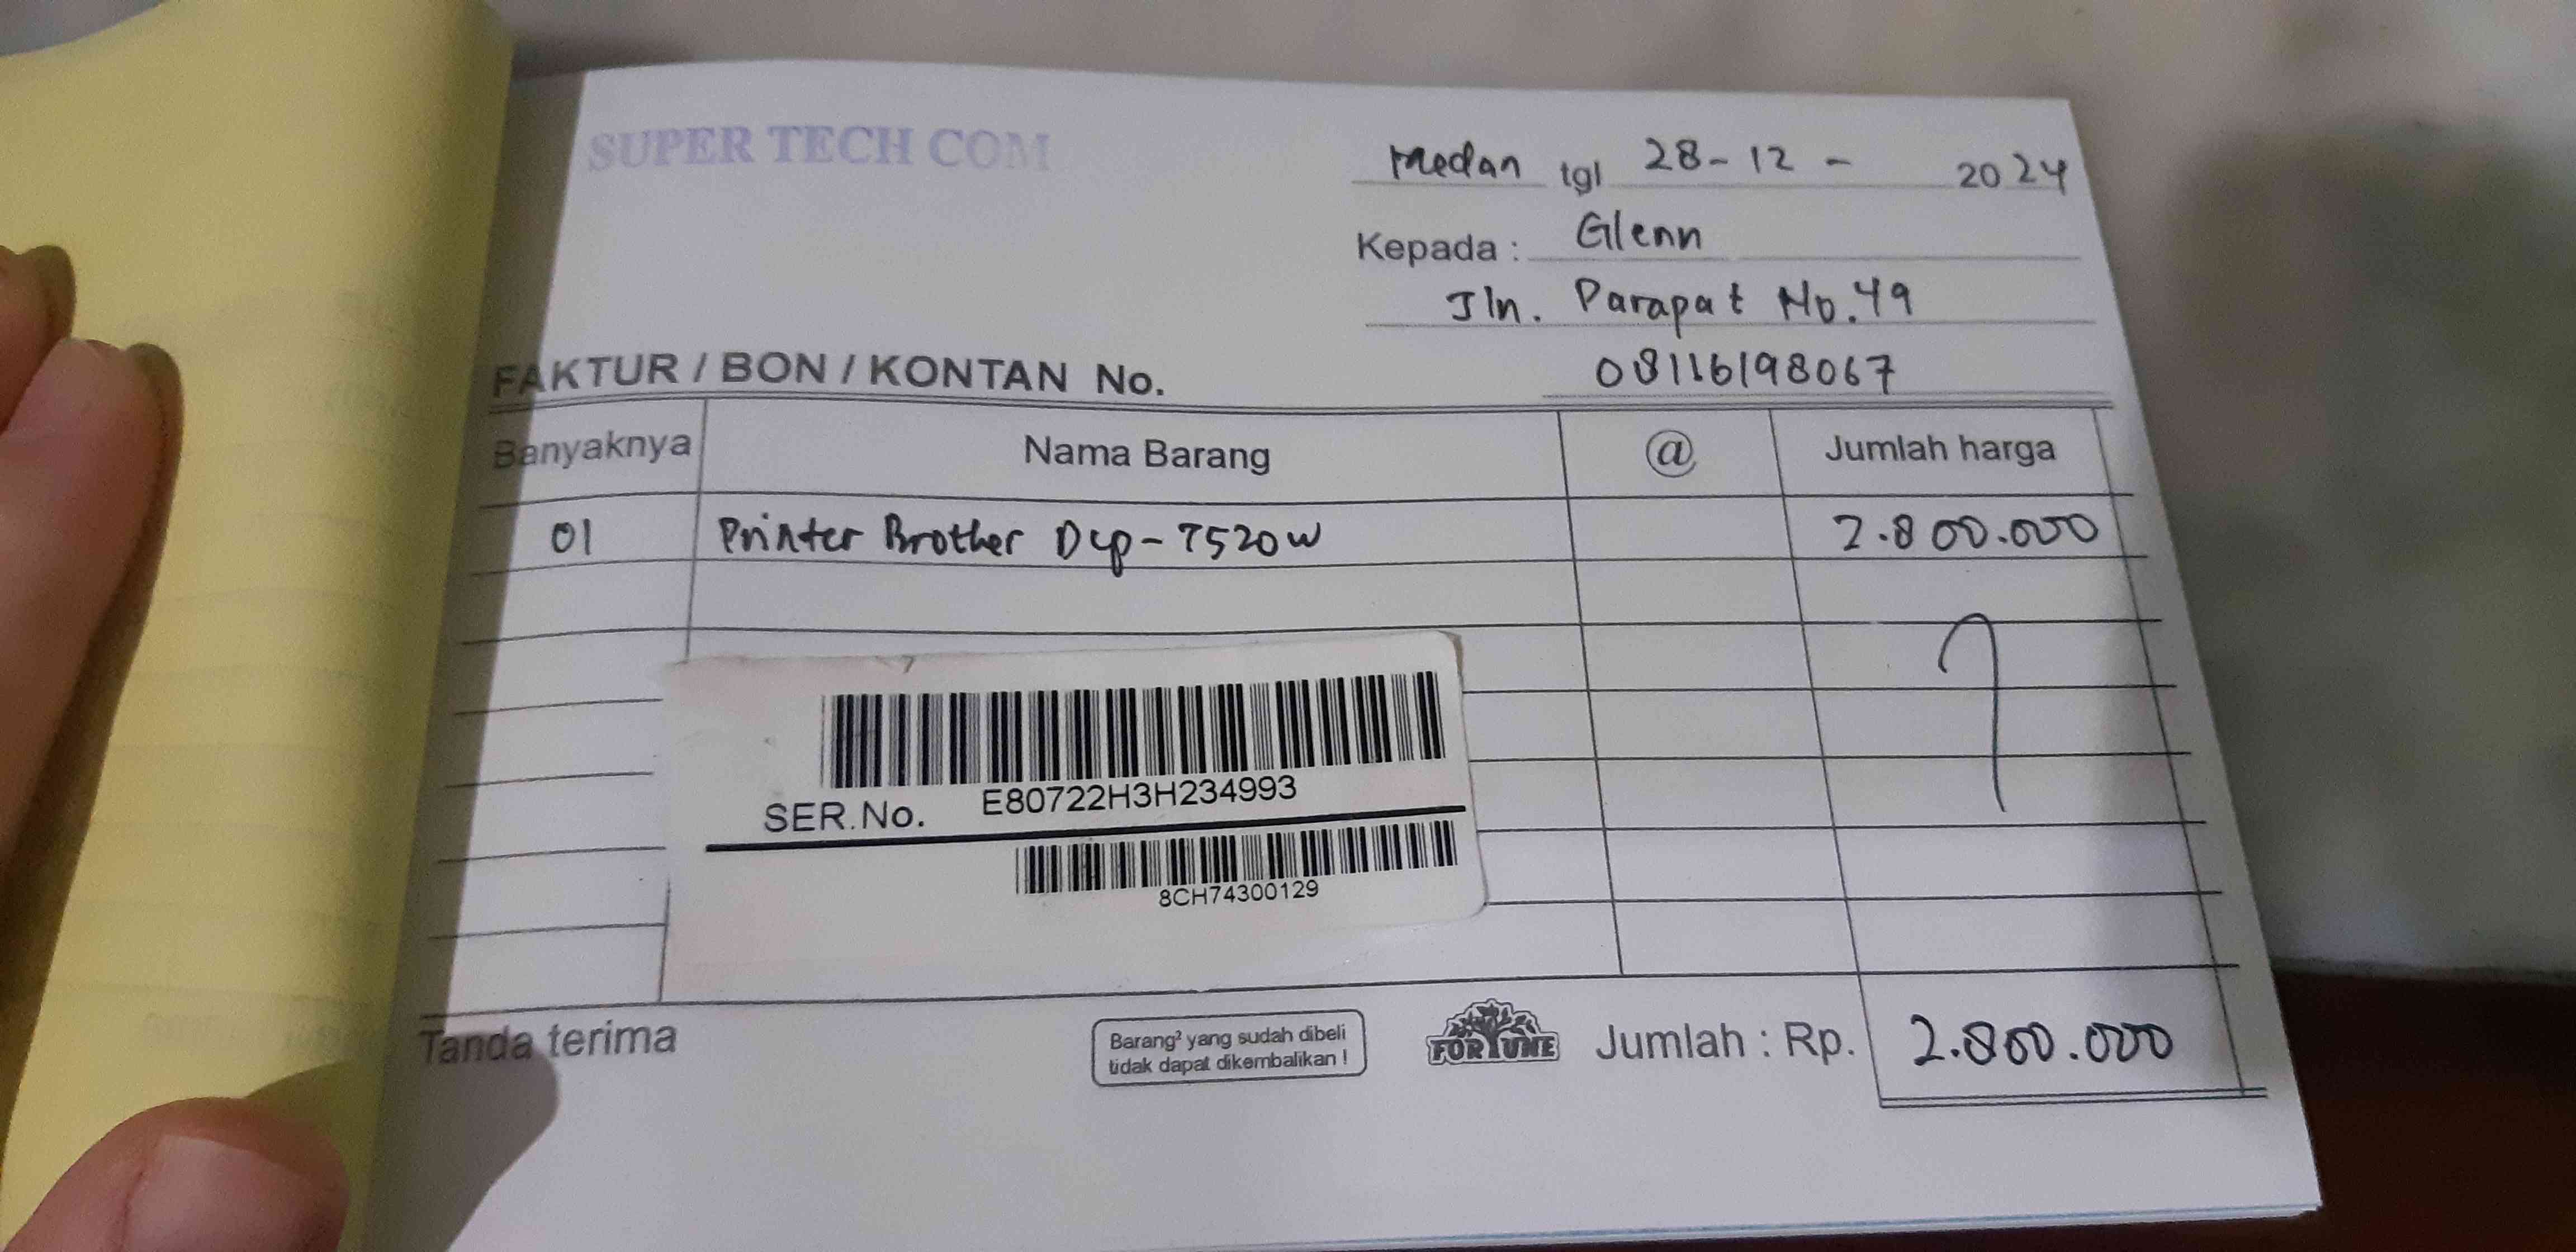 SUPER TECH COM
Medan tgl 28-12- 2024
Kepada : Glenn
Jln. Parapat No.49
08116198067
FAKTUR / BON / KONTAN No.
Banyaknya Nama Barang @ Jumlah harga
01 Printer Brother Dcp-T520w 2.800.000
SER.No. E80722H3H234993
8CH74300129
Tanda terima
Barang² yang sudah dibeli
tidak dapat dikembalikan !
FORTUNE
Jumlah : Rp. 2.800.000